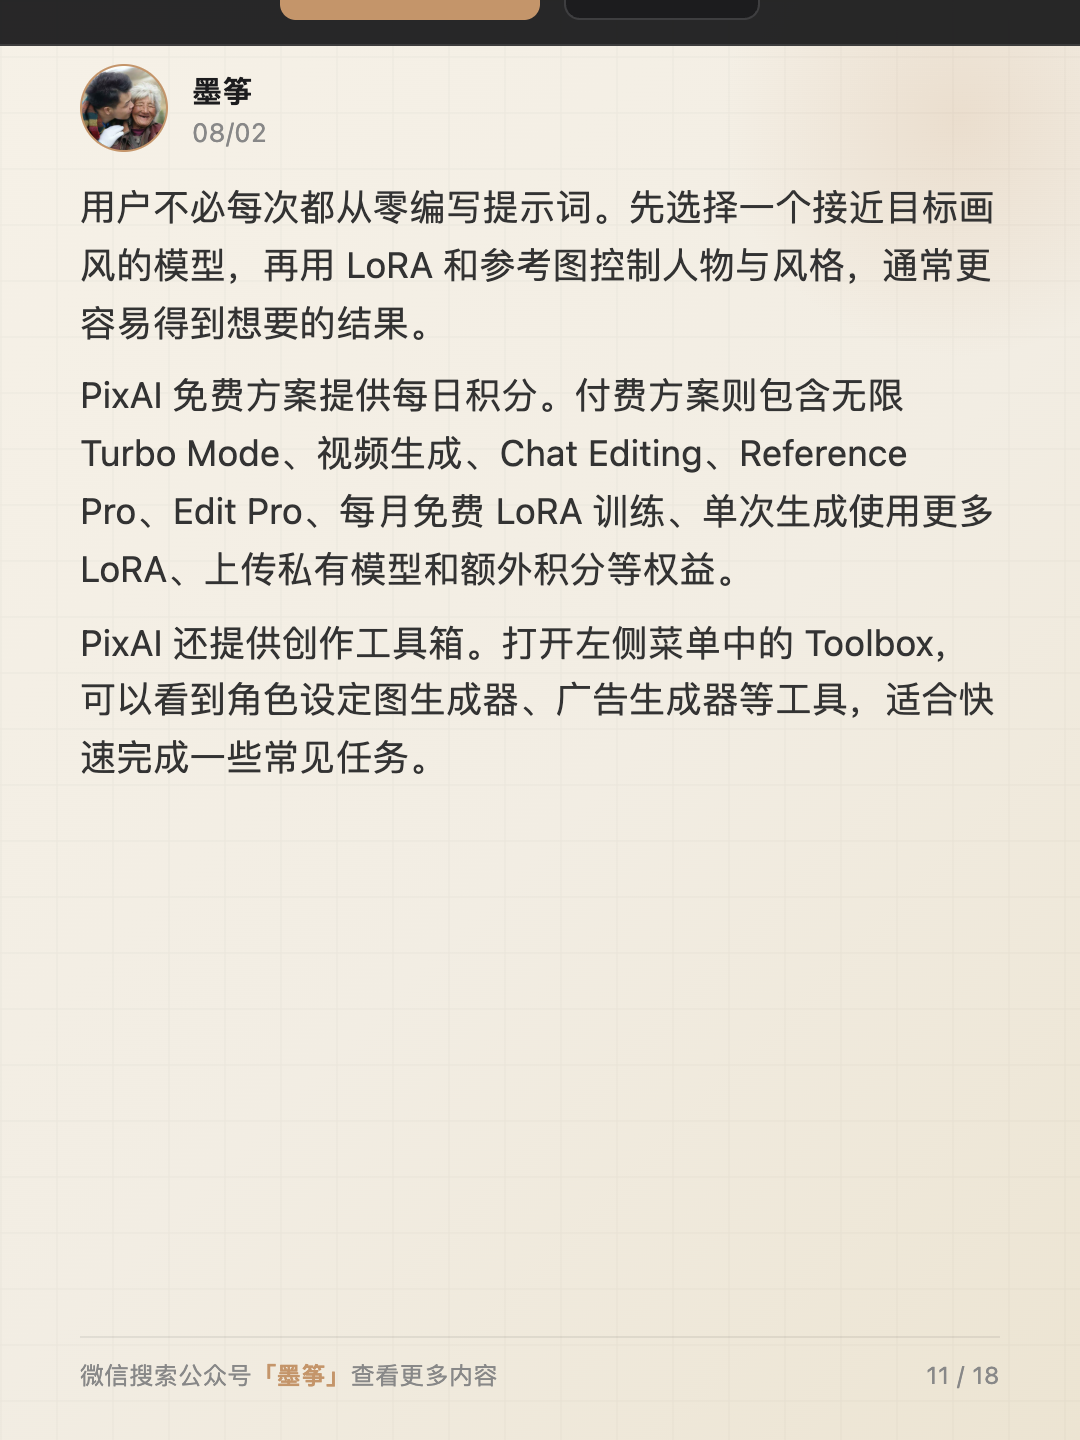 墨筝
08/02
用户不必每次都从零编写提示词。先选择一个接近目标画
风的模型，再用 LoRA 和参考图控制人物与风格，通常更
容易得到想要的结果。
PixAI 免费方案提供每日积分。付费方案则包含无限
Turbo Mode、视频生成、Chat Editing、Reference
Pro、Edit Pro、每月免费 LoRA 训练、单次生成使用更多
LoRA、上传私有模型和额外积分等权益。
PixAI 还提供创作工具箱。打开左侧菜单中的 Toolbox，
可以看到角色设定图生成器、广告生成器等工具，适合快
速完成一些常见任务。
微信搜索公众号「墨筝」查看更多内容
11 / 18